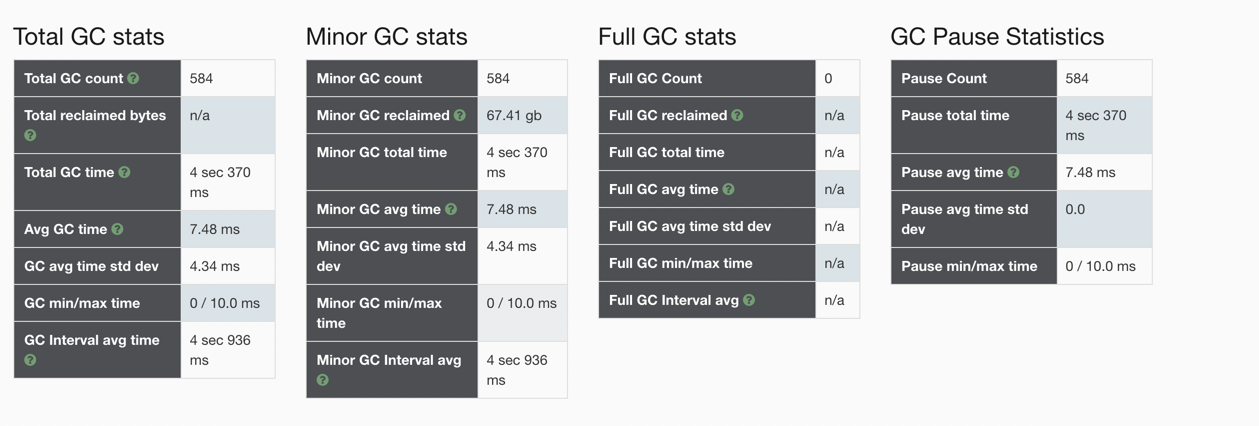 Total GC stats
Total GC count ? 584
Total reclaimed bytes ? n/a
Total GC time ? 4 sec 370 ms
Avg GC time ? 7.48 ms
GC avg time std dev 4.34 ms
GC min/max time 0 / 10.0 ms
GC Interval avg time ? 4 sec 936 ms
Minor GC stats
Minor GC count 584
Minor GC reclaimed ? 67.41 gb
Minor GC total time 4 sec 370 ms
Minor GC avg time ? 7.48 ms
Minor GC avg time std dev 4.34 ms
Minor GC min/max time 0 / 10.0 ms
Minor GC Interval avg ? 4 sec 936 ms
Full GC stats
Full GC Count 0
Full GC reclaimed ? n/a
Full GC total time n/a
Full GC avg time ? n/a
Full GC avg time std dev n/a
Full GC min/max time n/a
Full GC Interval avg ? n/a
GC Pause Statistics
Pause Count 584
Pause total time 4 sec 370 ms
Pause avg time ? 7.48 ms
Pause avg time std dev 0.0
Pause min/max time 0 / 10.0 ms